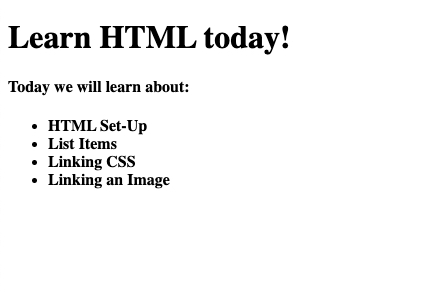 Learn HTML today!
Today we will learn about:
• HTML Set-Up
• List Items
• Linking CSS
• Linking an Image